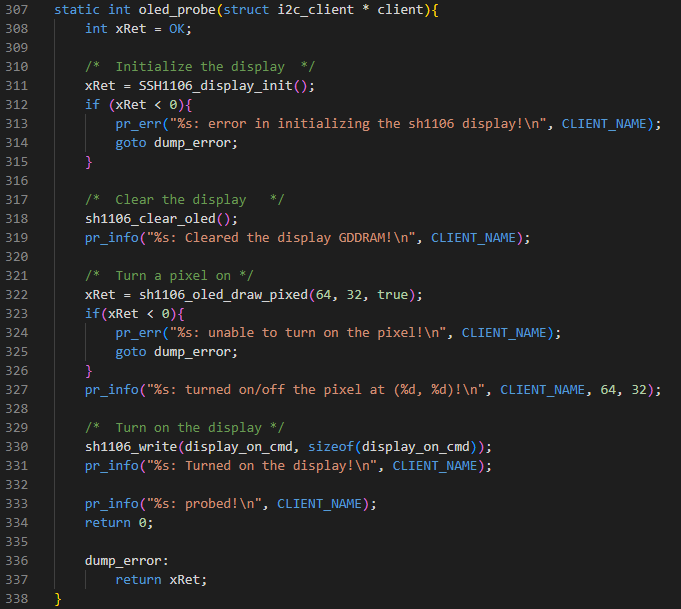 307 static int oled_probe(struct i2c_client * client){
308     int xRet = OK;
309
310     /*  Initialize the display  */
311     xRet = SSH1106_display_init();
312     if (xRet < 0){
313         pr_err("%s: error in initializing the sh1106 display!\n", CLIENT_NAME);
314         goto dump_error;
315     }
316
317     /*  Clear the display   */
318     sh1106_clear_oled();
319     pr_info("%s: Cleared the display GDDRAM!\n", CLIENT_NAME);
320
321     /*  Turn a pixel on */
322     xRet = sh1106_oled_draw_pixed(64, 32, true);
323     if(xRet < 0){
324         pr_err("%s: unable to turn on the pixel!\n", CLIENT_NAME);
325         goto dump_error;
326     }
327     pr_info("%s: turned on/off the pixel at (%d, %d)!\n", CLIENT_NAME, 64, 32);
328
329     /*  Turn on the display */
330     sh1106_write(display_on_cmd, sizeof(display_on_cmd));
331     pr_info("%s: Turned on the display!\n", CLIENT_NAME);
332
333     pr_info("%s: probed!\n", CLIENT_NAME);
334     return 0;
335
336     dump_error:
337         return xRet;
338 }